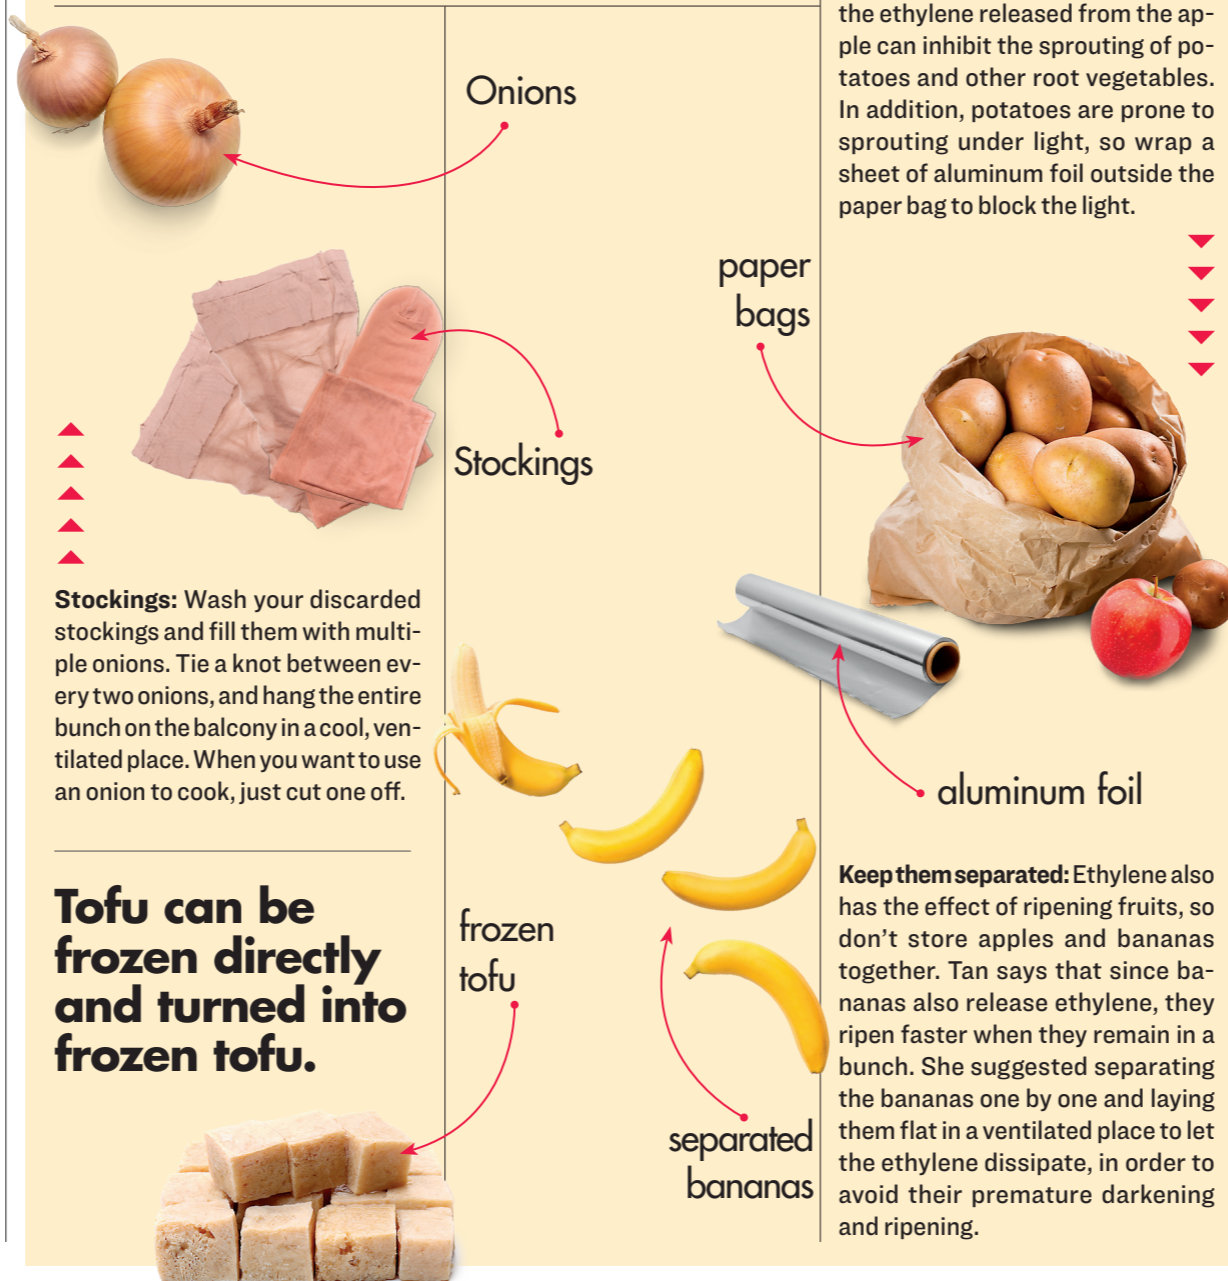 Onions
Stockings
Stockings: Wash your discarded
stockings and fill them with multi-
ple onions. Tie a knot between ev-
ery two onions, and hang the entire
bunch on the balcony in a cool, ven-
tilated place. When you want to use
an onion to cook, just cut one off.
Tofu can be
frozen directly
and turned into
frozen tofu.
frozen
tofu
separated
bananas
the ethylene released from the ap-
ple can inhibit the sprouting of po-
tatoes and other root vegetables.
In addition, potatoes are prone to
sprouting under light, so wrap a
sheet of aluminum foil outside the
paper bag to block the light.
paper
bags
aluminum foil
Keep them separated: Ethylene also
has the effect of ripening fruits, so
don’t store apples and bananas
together. Tan says that since ba-
nanas also release ethylene, they
ripen faster when they remain in a
bunch. She suggested separating
the bananas one by one and laying
them flat in a ventilated place to let
the ethylene dissipate, in order to
avoid their premature darkening
and ripening.